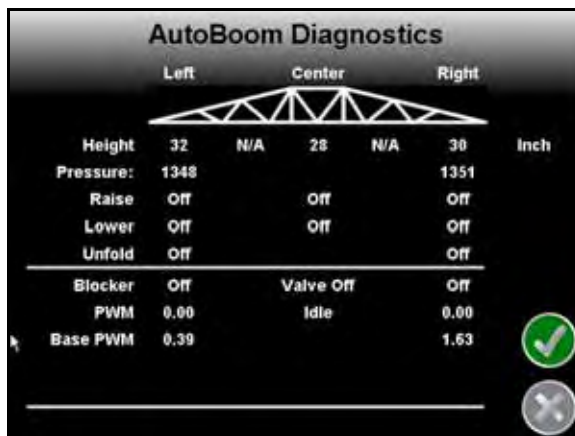 AutoBoom Diagnostics
Left Center Right
Height 32 N/A 28 N/A 30 Inch
Pressure: 1348 1351
Raise Off Off Off
Lower Off Off Off
Unfold Off Off
Blocker Off Valve Off Off
PWM 0.00 Idle 0.00
Base PWM 0.39 1.63